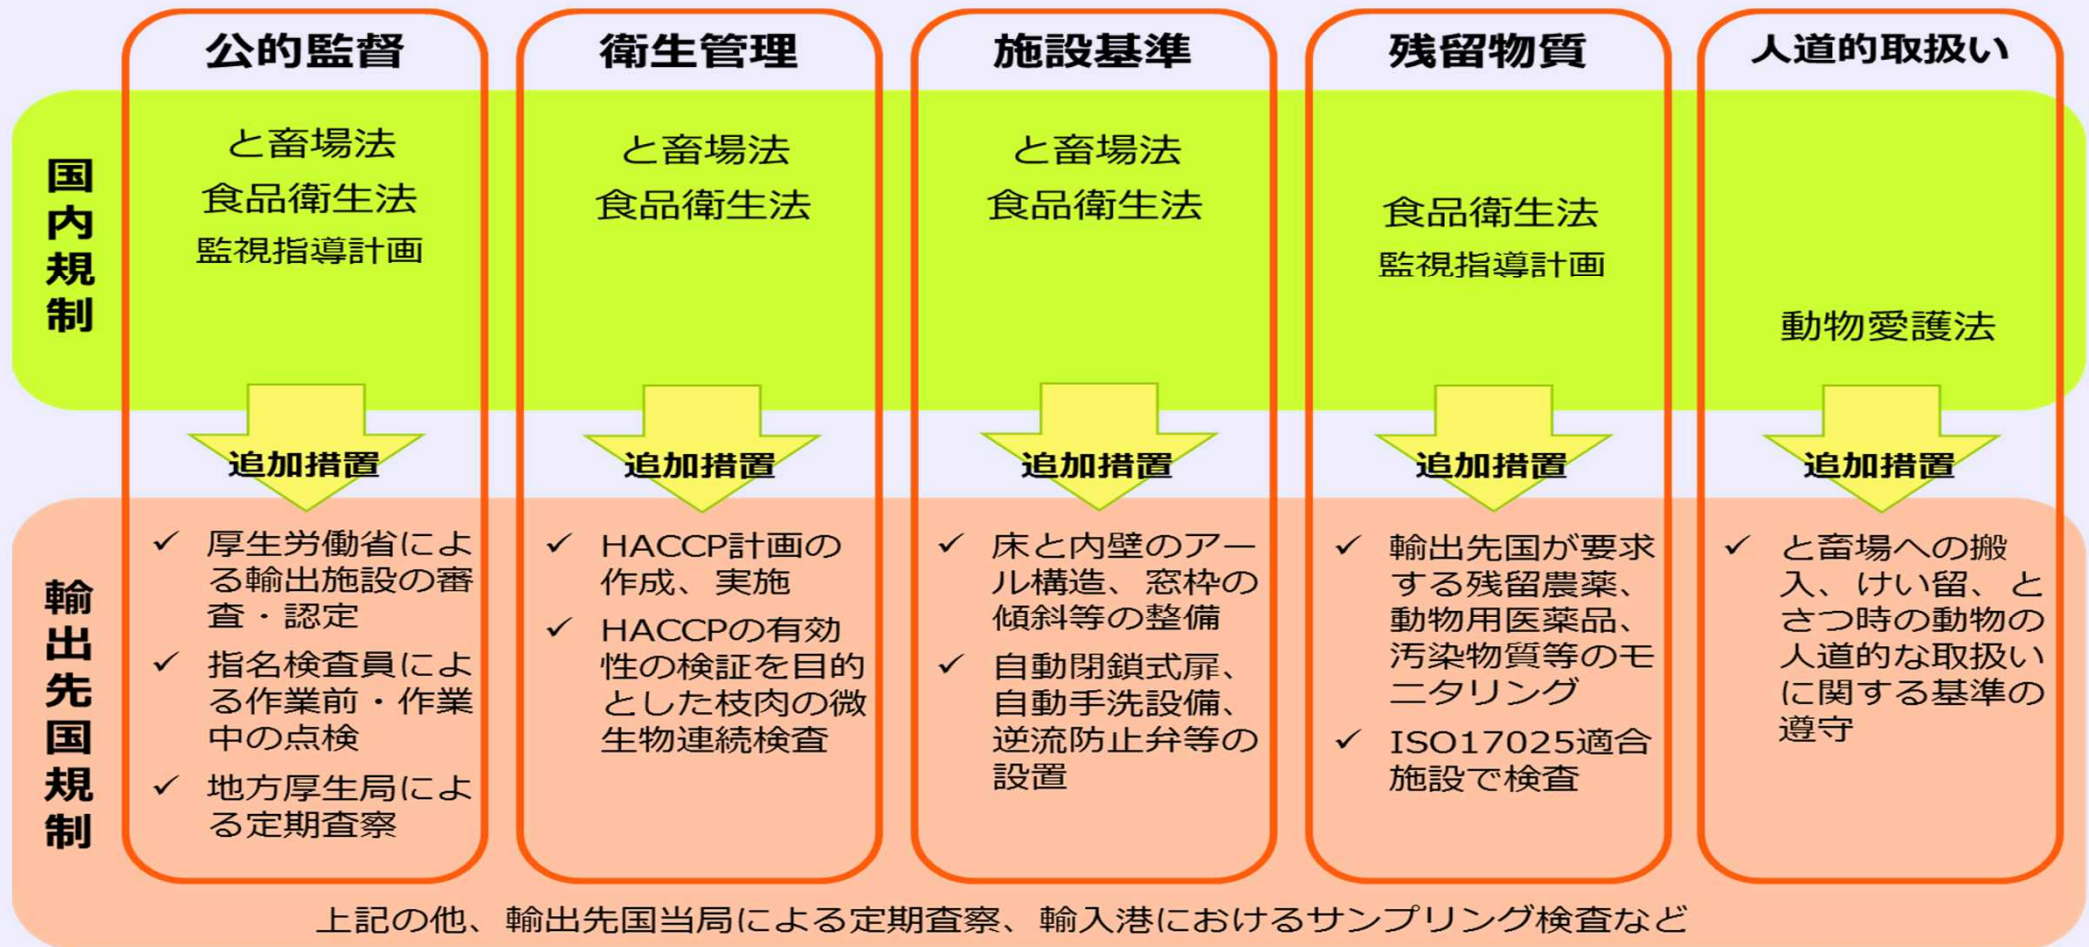 公的監督
衛生管理
施設基準
残留物質
人道的取扱い
国内規制
と畜場法
食品衛生法
監視指導計画
と畜場法
食品衛生法
と畜場法
食品衛生法
食品衛生法
監視指導計画
動物愛護法
追加措置
追加措置
追加措置
追加措置
追加措置
輸出先国規制
✓ 厚生労働省によ
る輸出施設の審
査・認定
✓ 指名検査員によ
る作業前・作業
中の点検
✓ 地方厚生局によ
る定期査察
✓ HACCP計画の
作成、実施
✓ HACCPの有効
性の検証を目的
とした枝肉の微
生物連続検査
✓ 床と内壁のアー
ル構造、窓枠の
傾斜等の整備
✓ 自動閉鎖式扉、
自動手洗設備、
逆流防止弁等の
設置
✓ 輸出先国が要求
する残留農薬、
動物用医薬品、
汚染物質等のモ
ニタリング
✓ ISO17025適合
施設で検査
✓ と畜場への搬
入、けい留、と
さつ時の動物の
人道的な取扱い
に関する基準の
遵守
上記の他、輸出先国当局による定期査察、輸入港におけるサンプリング検査など